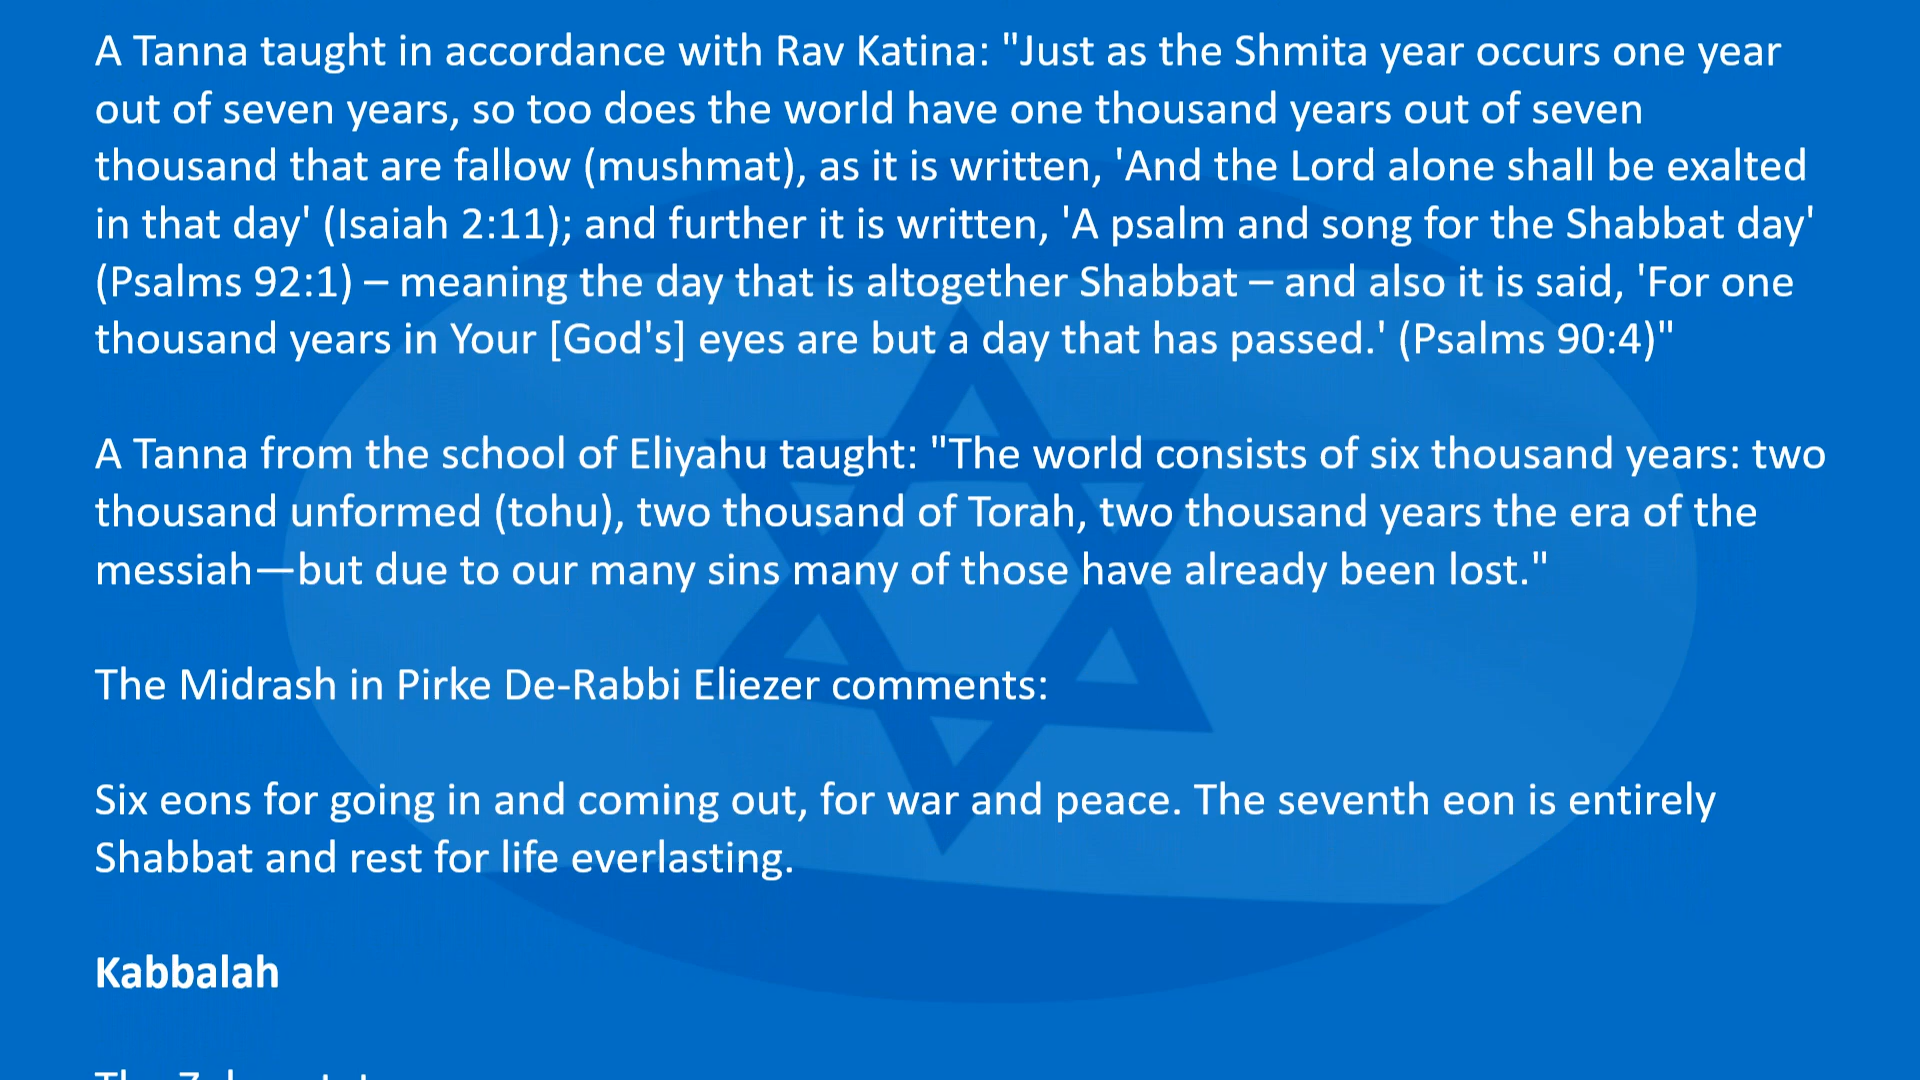 A Tanna taught in accordance with Rav Katina: "Just as the Shmita year occurs one year
out of seven years, so too does the world have one thousand years out of seven
thousand that are fallow (mushmat), as it is written, 'And the Lord alone shall be exalted
in that day' (Isaiah 2:11); and further it is written, 'A psalm and song for the Shabbat day'
(Psalms 92:1) – meaning the day that is altogether Shabbat – and also it is said, 'For one
thousand years in Your [God's] eyes are but a day that has passed.' (Psalms 90:4)"
A Tanna from the school of Eliyahu taught: "The world consists of six thousand years: two
thousand unformed (tohu), two thousand of Torah, two thousand years the era of the
messiah—but due to our many sins many of those have already been lost."
The Midrash in Pirke De-Rabbi Eliezer comments:
Six eons for going in and coming out, for war and peace. The seventh eon is entirely
Shabbat and rest for life everlasting.
Kabbalah